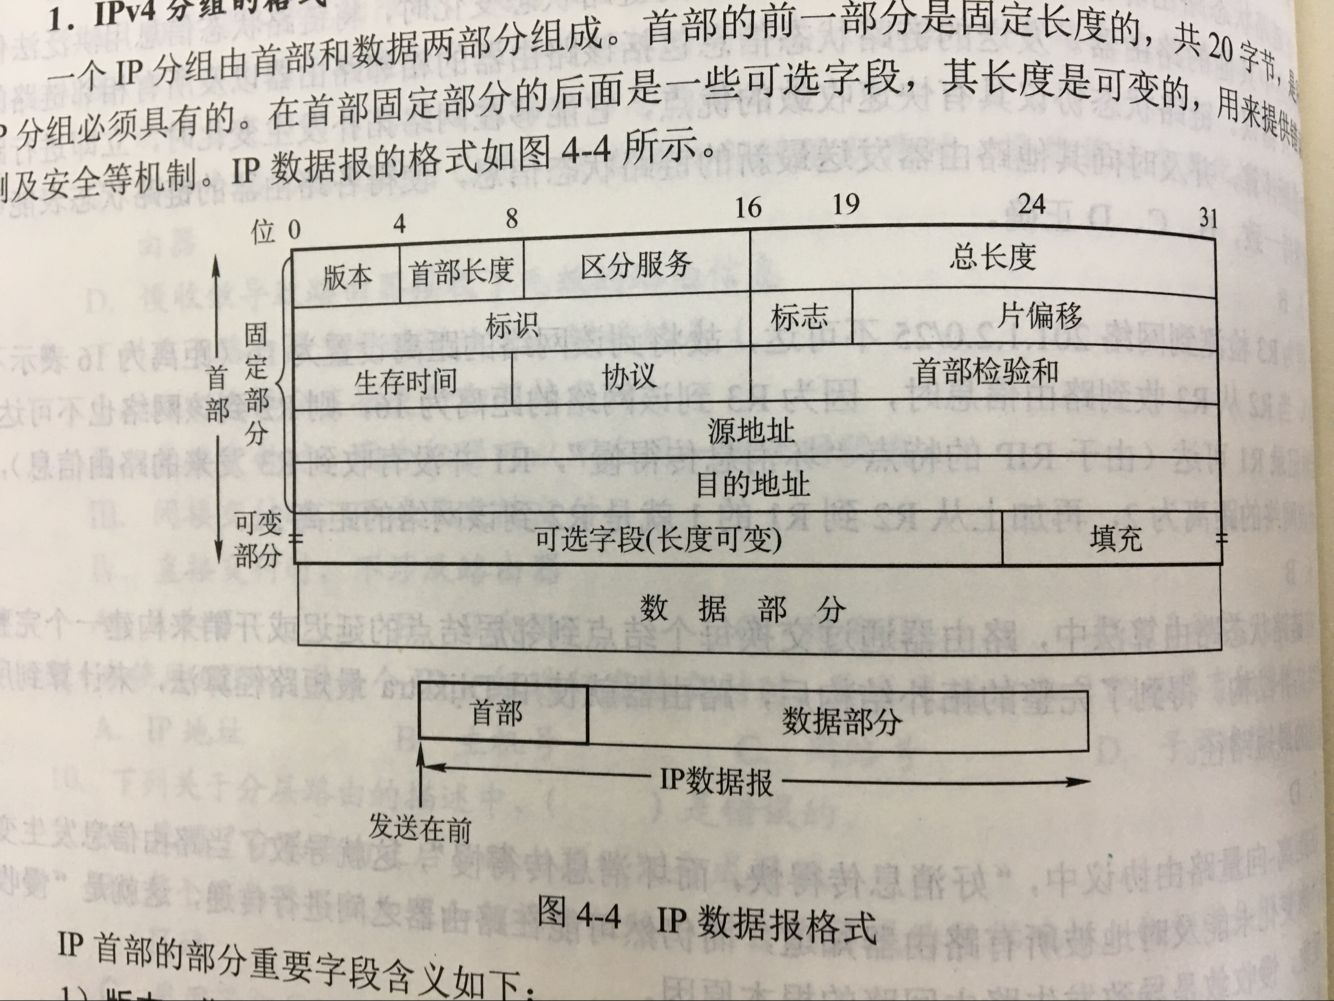 1. IPv4 分组的格式
一个 IP 分组由首部和数据两部分组成。首部的前一部分是固定长度的，共 20 字节，是
P 分组必须具有的。在首部固定部分的后面是一些可选字段，其长度是可变的，用来提供错
测及安全等机制。IP 数据报的格式如图 4-4 所示。
位 0 4 8 16 19 24 31
版本 首部长度 区分服务 总长度
标识 标志 片偏移
生存时间 协议 首部检验和
源地址
目的地址
可选字段(长度可变) 填充
数 据 部 分
首部
固定部分
可变
部分
首部 数据部分
IP数据报
发送在前
图 4-4 IP 数据报格式
IP 首部的部分重要字段含义如下：
1) 版本